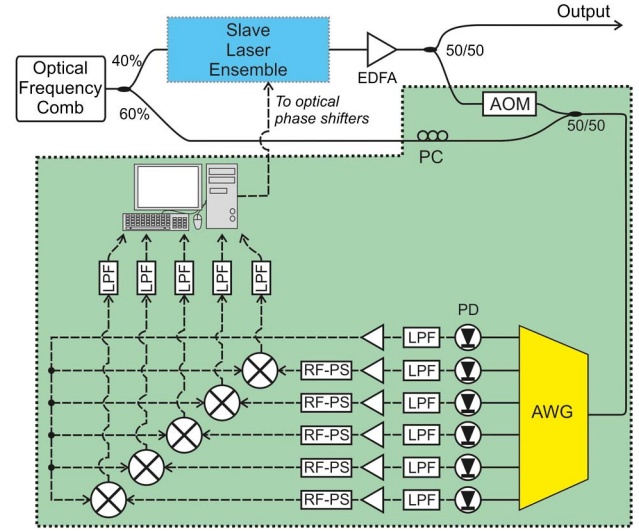 Output
Slave
Laser
Ensemble
40%
50/50
EDFA
Optical
Frequency
Comb
60%
To optical
phase shifters
AOM
50/50
PC
LPF
LPF
LPF
LPF
LPF
PD
LPF
RF-PS
LPF
RF-PS
LPF
AWG
RF-PS
LPF
RF-PS
LPF
RF-PS
LPF